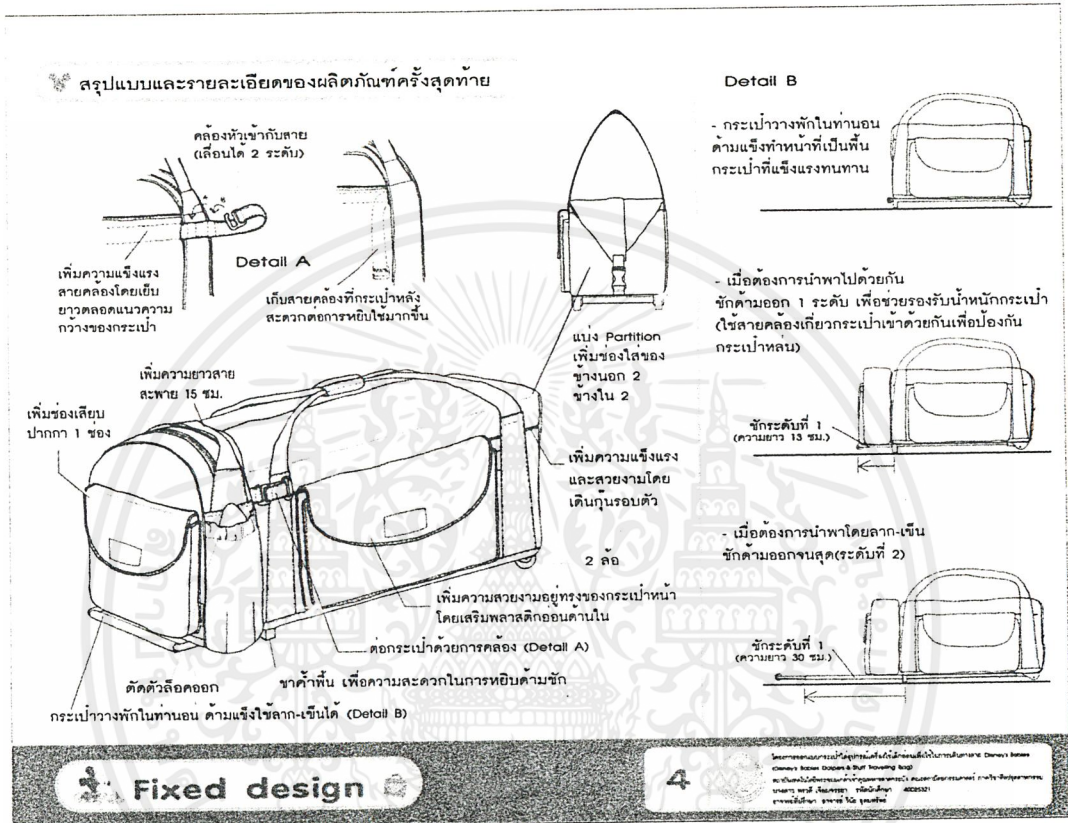 สรุปแบบและรายละเอียดของผลิตภัณฑ์ครั้งสุดท้าย
คล้องหัวเข้ากับสาย
(เลื่อนได้ 2 ระดับ)
เพิ่มความแข็งแรง
สายคล้องโดยเย็บ
ยาวตลอดแนวความ
กว้างของกระเป๋า
Detail A
เก็บสายคล้องที่กระเป๋าหลัง
สะดวกต่อการหยิบใช้มากขึ้น
แบ่ง Partition
เพิ่มช่องใส่ของ
ข้างนอก 2
ข้างใน 2
เพิ่มความยาวสาย
สะพาย 15 ซม.
เพิ่มช่องเสียบ
ปากกา 1 ช่อง
เพิ่มความแข็งแรง
และสวยงามโดย
เดินกุ๊นรอบตัว
2 ล้อ
เพิ่มความสวยงามอยู่ทรงของกระเป๋าหน้า
โดยเสริมพลาสติกอ่อนด้านใน
ต่อกระเป๋าด้วยการคล้อง (Detail A)
ขาค้ำพื้น เพื่อความสะดวกในการหยิบด้ามชัก
ตัดตัวล็อคออก
กระเป๋าวางพักในท่านอน ด้ามแข็งใช้ลาก-เข็นได้ (Detail B)
Detail B
- กระเป๋าวางพักในท่านอน
ด้ามแข็งทำหน้าที่เป็นพื้น
กระเป๋าที่แข็งแรงทนทาน
- เมื่อต้องการนำพาไปด้วยกัน
ชักด้ามออก 1 ระดับ เพื่อช่วยรองรับน้ำหนักกระเป๋า
(ใช้สายคล้องเกี่ยวกระเป๋าเข้าด้วยกันเพื่อป้องกัน
กระเป๋าหล่น)
ชักระดับที่ 1
(ความยาว 13 ซม.)
- เมื่อต้องการนำพาโดยลาก-เข็น
ชักด้ามออกจนสุด(ระดับที่ 2)
ชักระดับที่ 1
(ความยาว 30 ซม.)
Fixed design
4
(Disney's Babies Diapers & Stuff Traveling Bag)